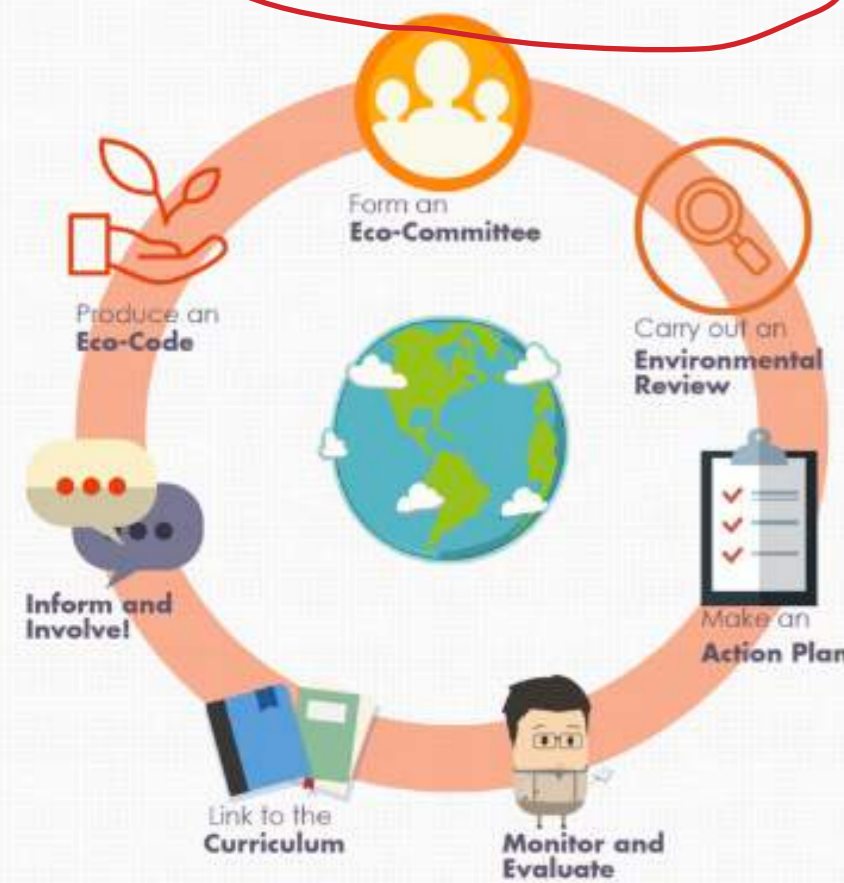 Form an
Eco-Committee
Carry out an
Environmental
Review
Make an
Action Plan
Monitor and
Evaluate
Link to the
Curriculum
Inform and
Involve!
Produce an
Eco-Code